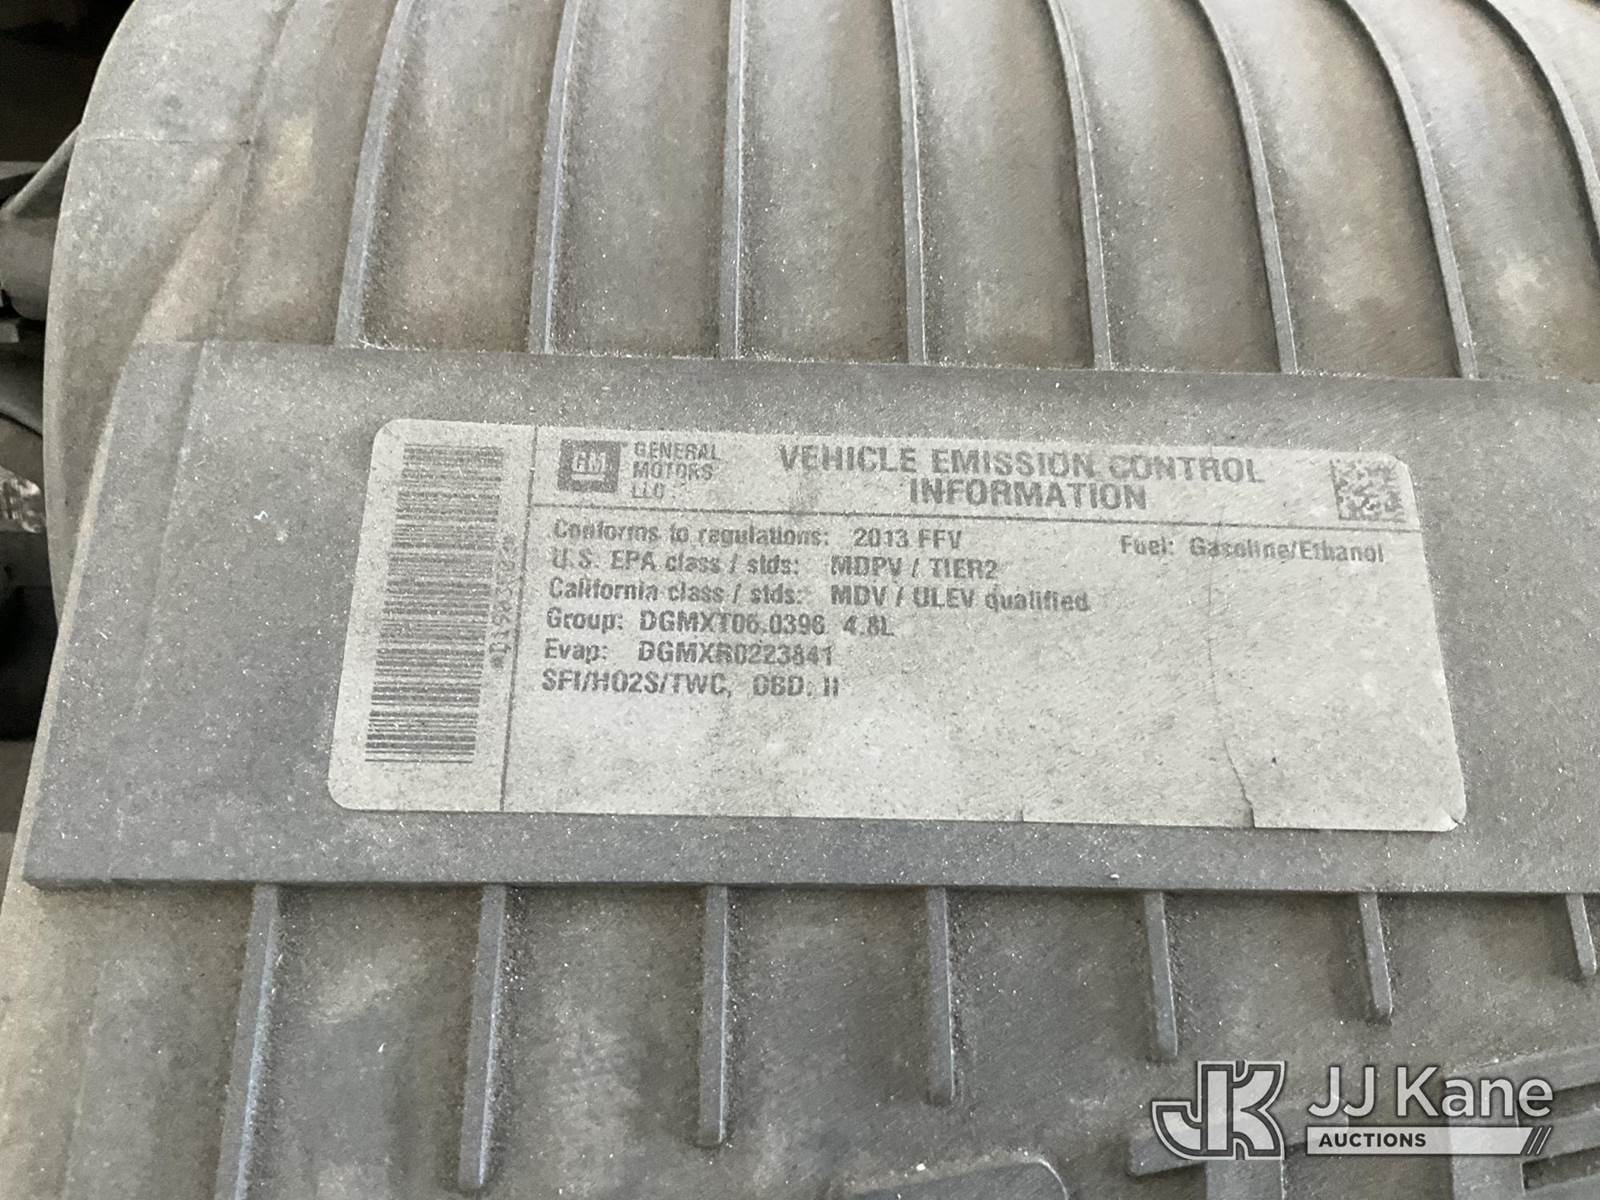 GM
GENERAL
MOTORS
LLC
VEHICLE EMISSION CONTROL
INFORMATION
Conforms to regulations: 2013 FFV
Fuel: Gasoline/Ethanol
U.S. EPA class / stds: MDPV / TIER2
California class / stds: MDV / ULEV qualified
Group: DGMXT06.0396 4.8L
Evap: DGMXR0223841
SFI/HO2S/TWC, OBD: II
JK
JJ Kane
AUCTIONS